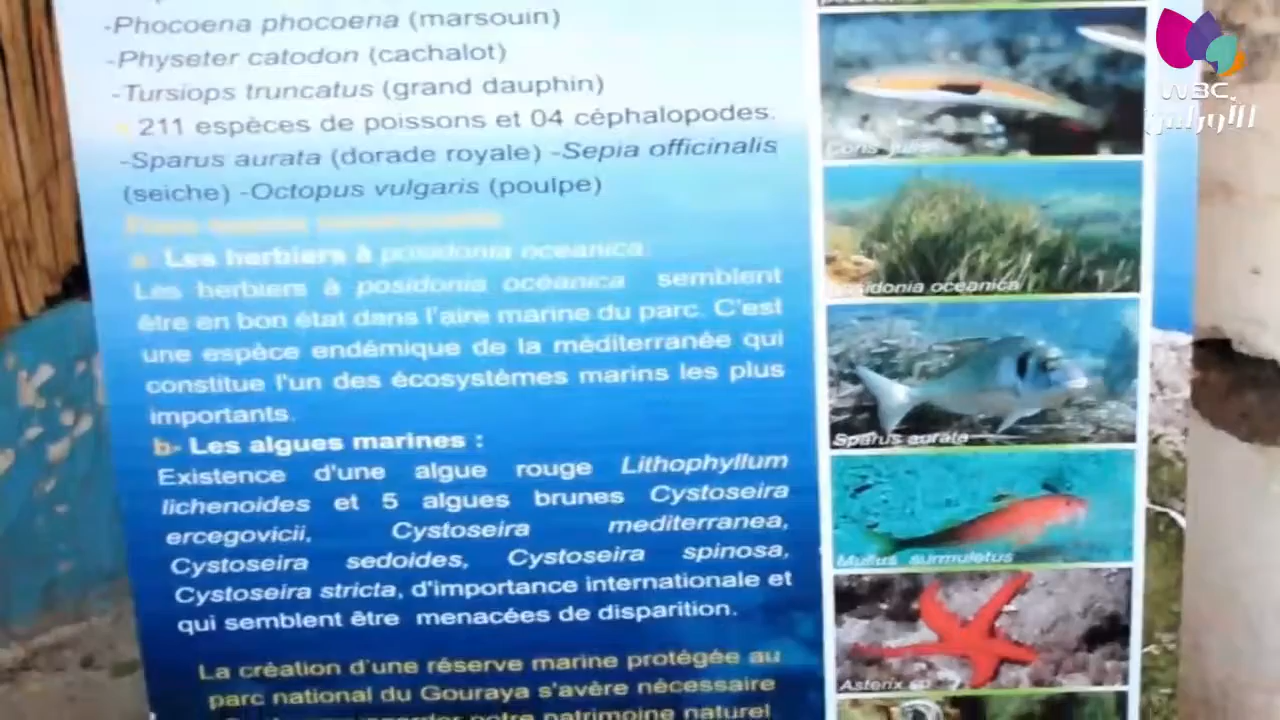 -Phocoena phocoena (marsouin)
-Physeter catodon (cachalot)
-Tursiops truncatus (grand dauphin)
211 espèces de poissons et 04 céphalopodes.
-Sparus aurata (dorade royale) -Sepia officinalis
(seiche) -Octopus vulgaris (poulpe)
a- Les herbiers à posidonia oceanica:
Les herbiers à posidonia oceanica semblent
être en bon état dans l'aire marine du parc. C'est
une espèce endémique de la méditerranée qui
constitue l'un des écosystèmes marins les plus
importants.
b- Les algues marines :
Existence d'une algue rouge Lithophyllum
lichenoides et 5 algues brunes Cystoseira
ercegovicii, Cystoseira mediterranea,
Cystoseira sedoides, Cystoseira spinosa,
Cystoseira stricta, d'importance internationale et
qui semblent être menacées de disparition.
La création d'une réserve marine protégée au
parc national du Gouraya s'avère nécessaire
notre patrimoine naturel
Coris julis
Posidonia oceanica
Sparus aurata
Mullus surmuletus
Asterix sp
WBC
الأوراس